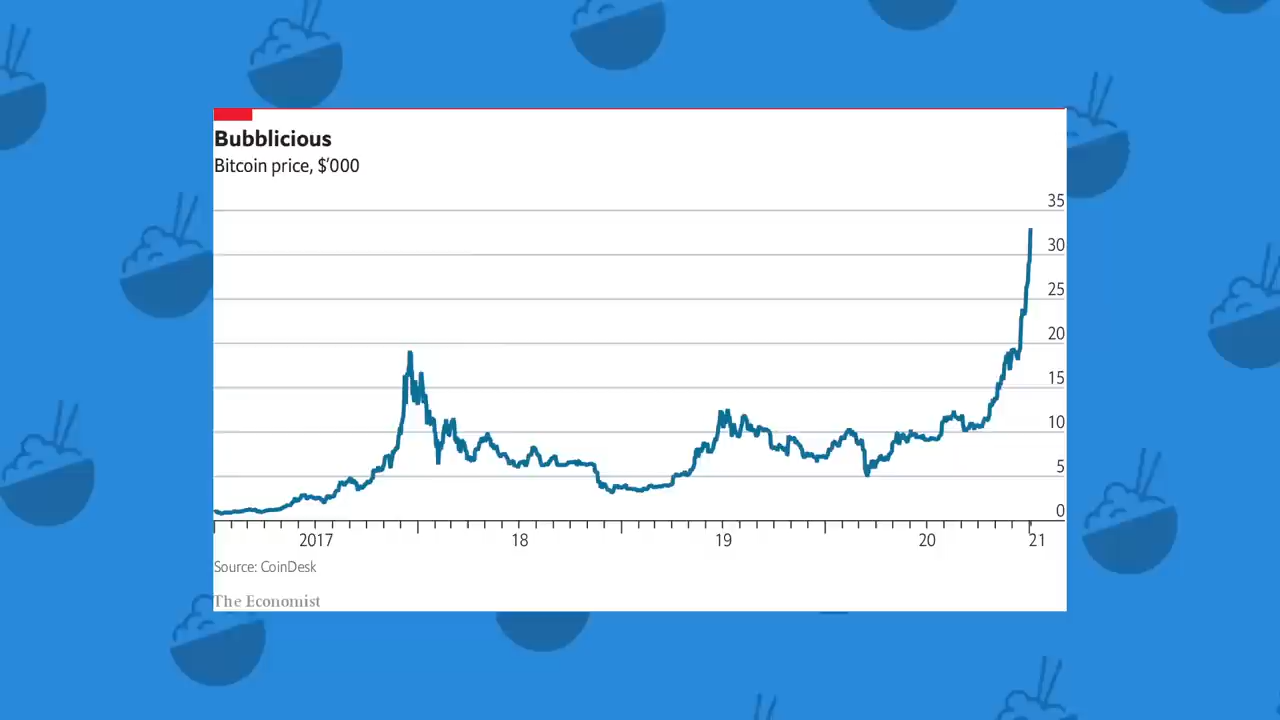 Bubblicious
Bitcoin price, $'000
35
30
25
20
15
10
5
0
2017 18 19 20 21
Source: CoinDesk
The Economist